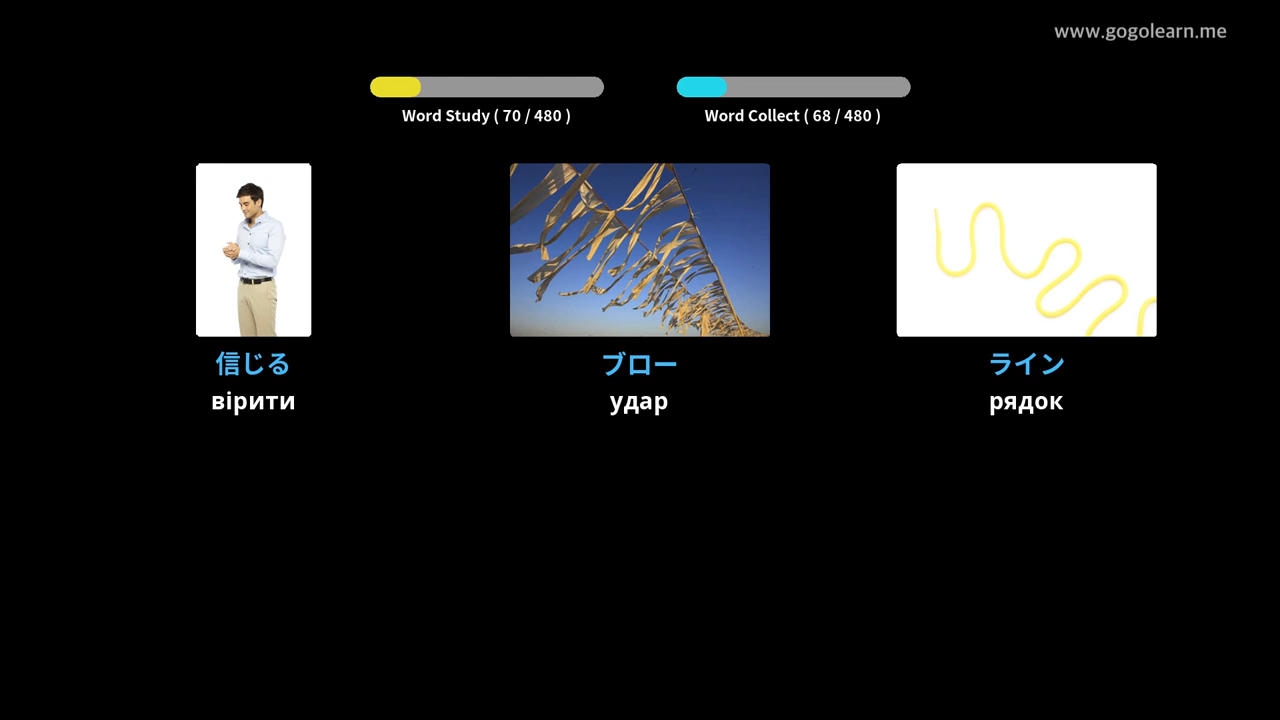 www.gogolearn.me
Word Study ( 70 / 480 )
Word Collect ( 68 / 480 )
信じる
ブロー
ライン
вірити
удар
рядок